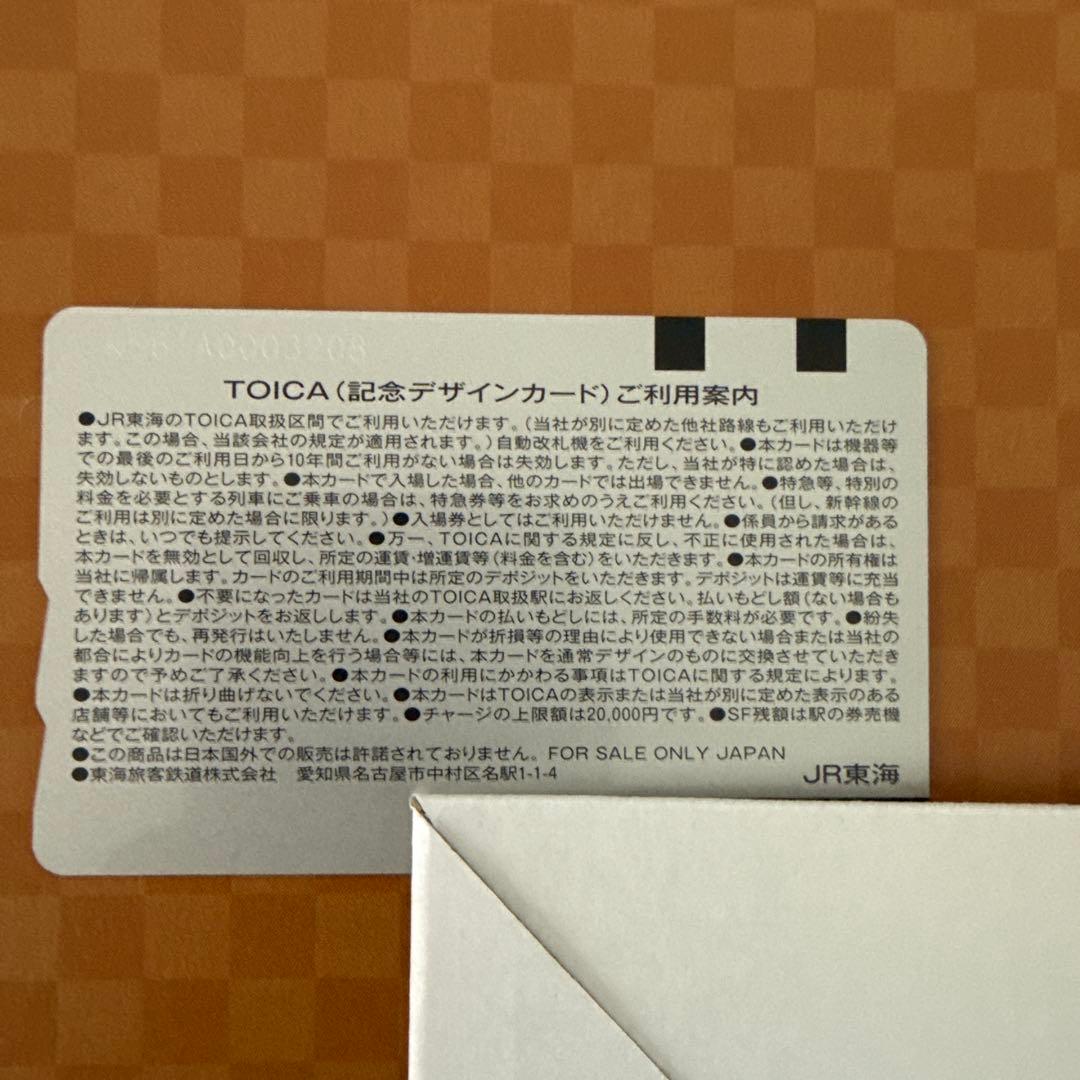 TOICA（記念デザインカード）ご利用案内
●JR東海のTOICA取扱区間でご利用いただけます。（当社が別に定めた他社路線もご利用いただけ
ます。この場合、当該会社の規定が適用されます。）自動改札機をご利用ください。●本カードは機器等
での最後のご利用日から10年間ご利用がない場合は失効します。ただし、当社が特に認めた場合は、
失効しないものとします。●本カードで入場した場合、他のカードでは出場できません。●特急等、特別の
料金を必要とする列車にご乗車の場合は、特急券等をお求めのうえご利用ください。（但し、新幹線の
ご利用は別に定めた場合に限ります。）●入場券としてはご利用いただけません。●係員から請求がある
ときは、いつでも提示してください。●万一、TOICAに関する規定に反し、不正に使用された場合は、
本カードを無効として回収し、所定の運賃・増運賃等（料金を含む）をいただきます。●本カードの所有権は
当社に帰属します。カードのご利用期間中は所定のデポジットをいただきます。デポジットは運賃等に充当
できません。●不要になったカードは当社のTOICA取扱駅にお返しください。払いもどし額（ない場合も
あります）とデポジットをお返しします。●本カードの払いもどしには、所定の手数料が必要です。●紛失
した場合でも、再発行はいたしません。●本カードが折損等の理由により使用できない場合または当社の
都合によりカードの機能向上を行う場合等には、本カードを通常デザインのものに交換させていただき
ますので予めご了承ください。●本カードの利用にかかわる事項はTOICAに関する規定によります。
●本カードは折り曲げないでください。●本カードはTOICAの表示または当社が別に定めた表示のある
店舗等においてもご利用いただけます。●チャージの上限額は20,000円です。●SF残額は駅の券売機
などでご確認いただけます。
●この商品は日本国外での販売は許諾されておりません。FOR SALE ONLY JAPAN
●東海旅客鉄道株式会社　愛知県名古屋市中村区名駅1-1-4
JR東海